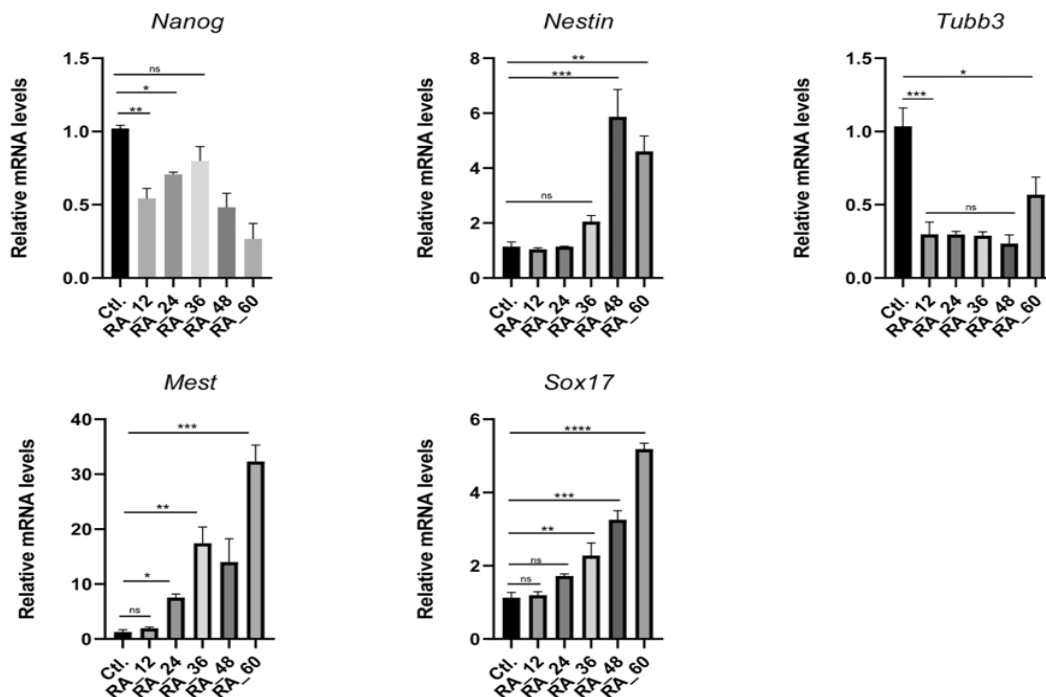 Nanog
Relative mRNA levels
1.5
1.0
0.5
0.0
ns
*
**
Ctl.
RA_12
RA_24
RA_36
RA_48
RA_60
Nestin
Relative mRNA levels
8
6
4
2
0
**
***
ns
Ctl.
RA_12
RA_24
RA_36
RA_48
RA_60
Tubb3
Relative mRNA levels
1.5
1.0
0.5
0.0
*
***
ns
Ctl.
RA_12
RA_24
RA_36
RA_48
RA_60
Mest
Relative mRNA levels
40
30
20
10
0
***
**
*
ns
Ctl.
RA_12
RA_24
RA_36
RA_48
RA_60
Sox17
Relative mRNA levels
6
4
2
0
****
***
**
ns
ns
Ctl.
RA_12
RA_24
RA_36
RA_48
RA_60